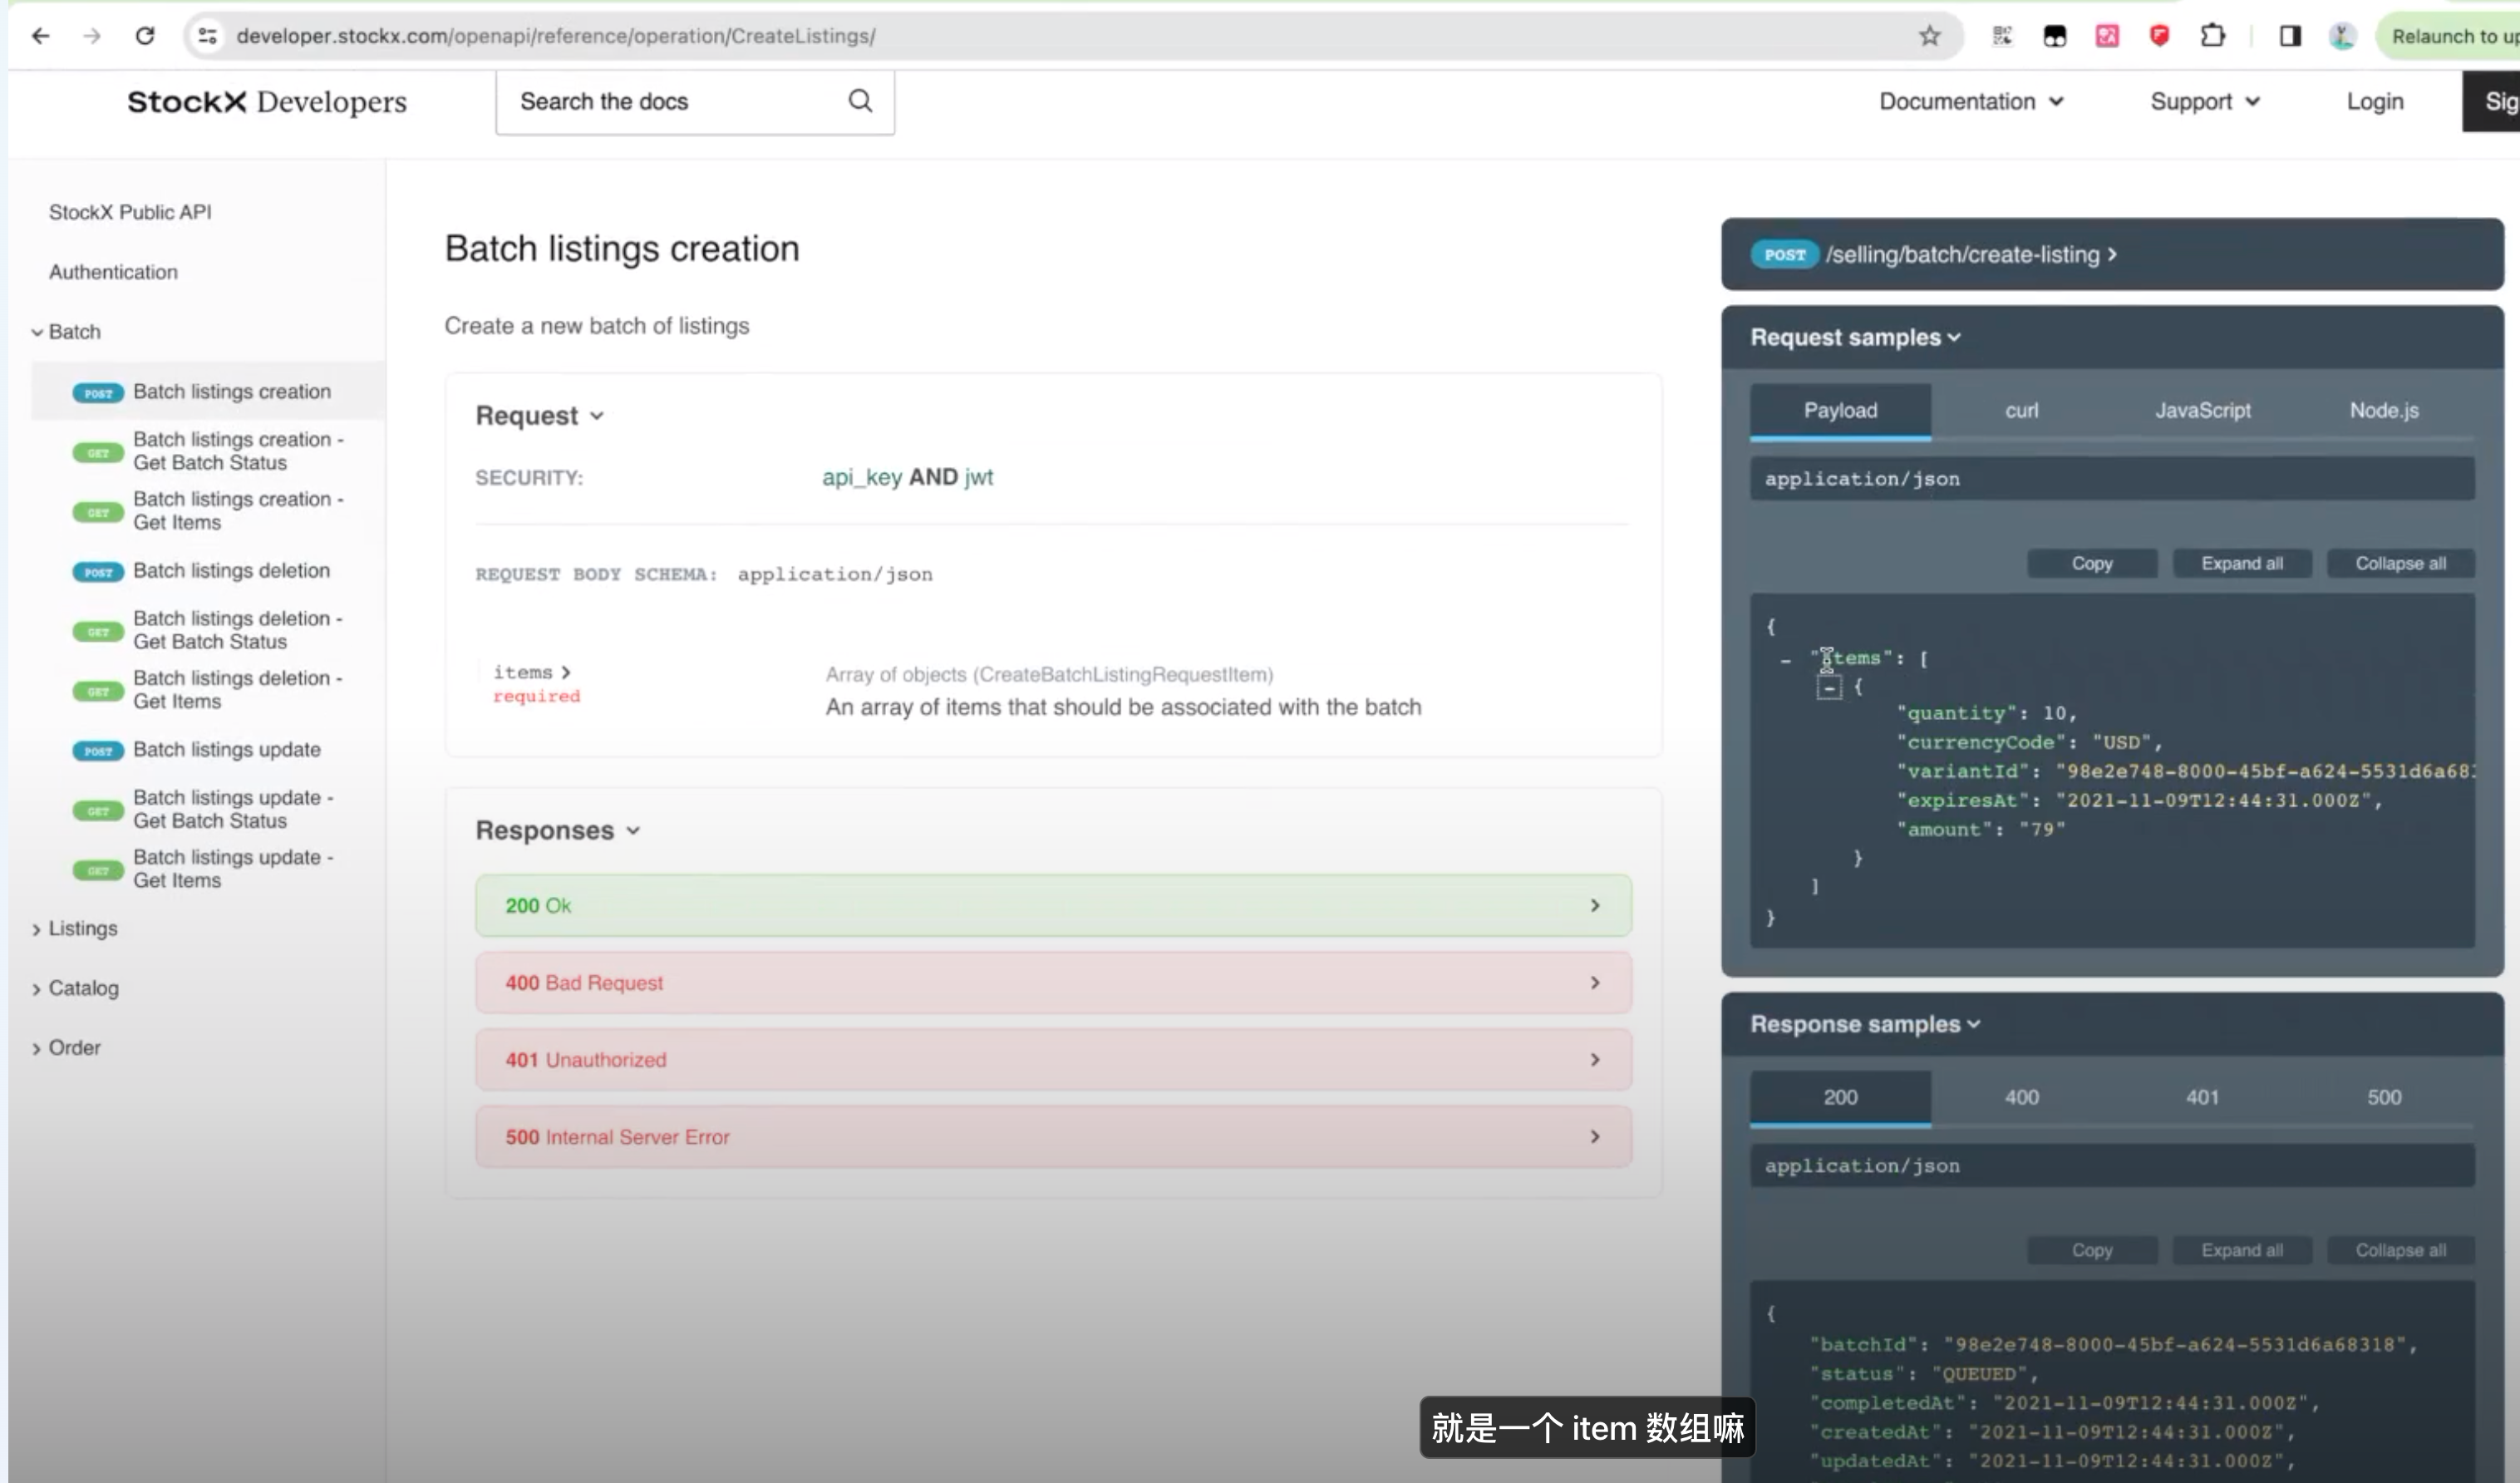 developer.stockx.com/openapi/reference/operation/CreateListings/
Relaunch to up
StockX Developers
Search the docs
Documentation
Support
Login
Sig
StockX Public API
Authentication
Batch
POST Batch listings creation
GET Batch listings creation -
Get Batch Status
GET Batch listings creation -
Get Items
POST Batch listings deletion
GET Batch listings deletion -
Get Batch Status
GET Batch listings deletion -
Get Items
POST Batch listings update
GET Batch listings update -
Get Batch Status
GET Batch listings update -
Get Items
Listings
Catalog
Order
Batch listings creation
Create a new batch of listings
Request
SECURITY: api_key AND jwt
REQUEST BODY SCHEMA: application/json
items
required
Array of objects (CreateBatchListingRequestItem)
An array of items that should be associated with the batch
Responses
200 Ok
400 Bad Request
401 Unauthorized
500 Internal Server Error
POST /selling/batch/create-listing
Request samples
Payload curl JavaScript Node.js
application/json
Copy Expand all Collapse all
{
- "items": [
- {
"quantity": 10,
"currencyCode": "USD",
"variantId": "98e2e748-8000-45bf-a624-5531d6a68
"expiresAt": "2021-11-09T12:44:31.000Z",
"amount": "79"
}
]
}
Response samples
200 400 401 500
application/json
Copy Expand all Collapse all
{
"batchId": "98e2e748-8000-45bf-a624-5531d6a68318",
"status": "QUEUED",
"completedAt": "2021-11-09T12:44:31.000Z",
"createdAt": "2021-11-09T12:44:31.000Z",
"updatedAt": "2021-11-09T12:44:31.000Z",
就是一个 item 数组嘛